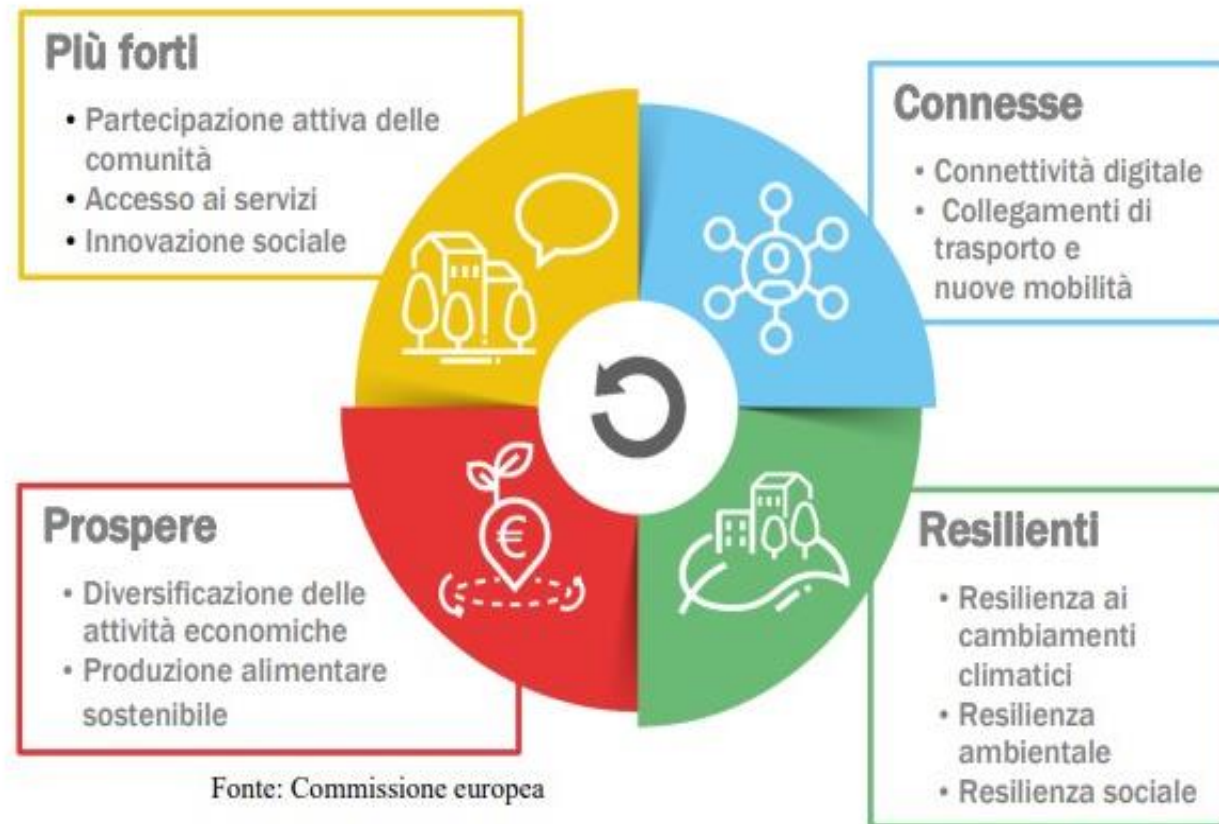 Più forti
• Partecipazione attiva delle
comunità
• Accesso ai servizi
• Innovazione sociale
Connesse
• Connettività digitale
• Collegamenti di
trasporto e
nuove mobilità
€
Prospere
• Diversificazione delle
attività economiche
• Produzione alimentare
sostenibile
Resilienti
• Resilienza ai
cambiamenti
climatici
• Resilienza
ambientale
• Resilienza sociale
Fonte: Commissione europea